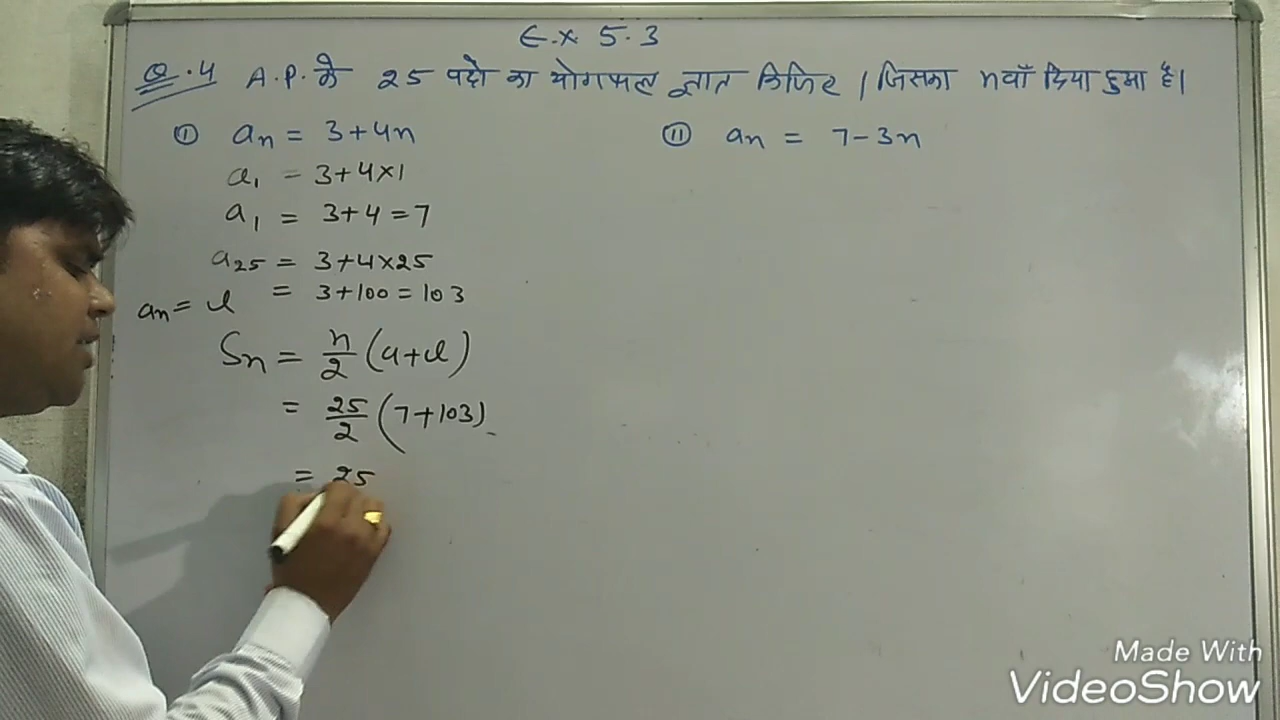 Ex 5.3
Q.4 A.P. के 25 पदो का योगफल ज्ञात किजिए । जिसका nवाँ दिया हुआ है।
① an = 3+4n
a1 = 3+4×1
a1 = 3+4 = 7
a25 = 3+4×25
= 3+100 = 103
an = l
Sn = n/2 (a+l)
= 25/2 (7+103)
= 25
② an = 7-3n
Made With
VideoShow